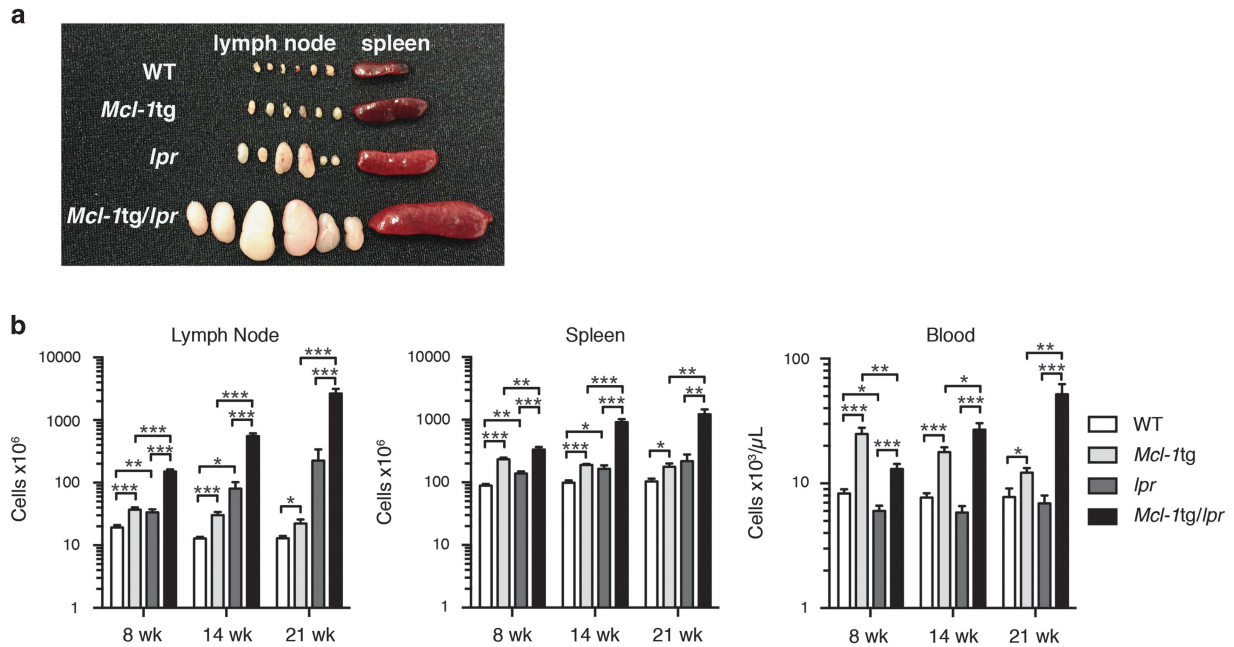 a
lymph node spleen
WT
Mcl-1tg
lpr
Mcl-1tg/lpr
b
Lymph Node
Cells x10⁶
10000
1000
100
10
1
*** ** *** ***
*** * *** ***
* *** ***
8 wk 14 wk 21 wk
Spleen
Cells x10⁶
10000
1000
100
10
1
*** ** *** **
*** * *** ***
* ** **
8 wk 14 wk 21 wk
Blood
Cells x10³/µL
100
10
1
*** * ** ***
*** *** *
* *** **
8 wk 14 wk 21 wk
WT
Mcl-1tg
lpr
Mcl-1tg/lpr